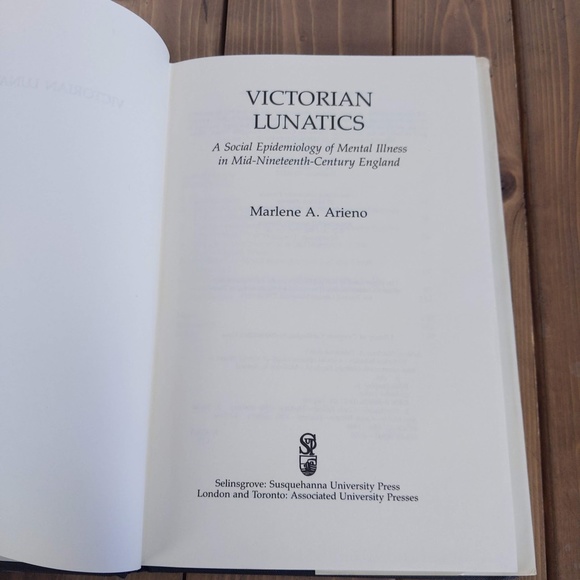 VICTORIAN
LUNATICS
A Social Epidemiology of Mental Illness
in Mid-Nineteenth-Century England
Marlene A. Arieno
Selinsgrove: Susquehanna University Press
London and Toronto: Associated University Presses